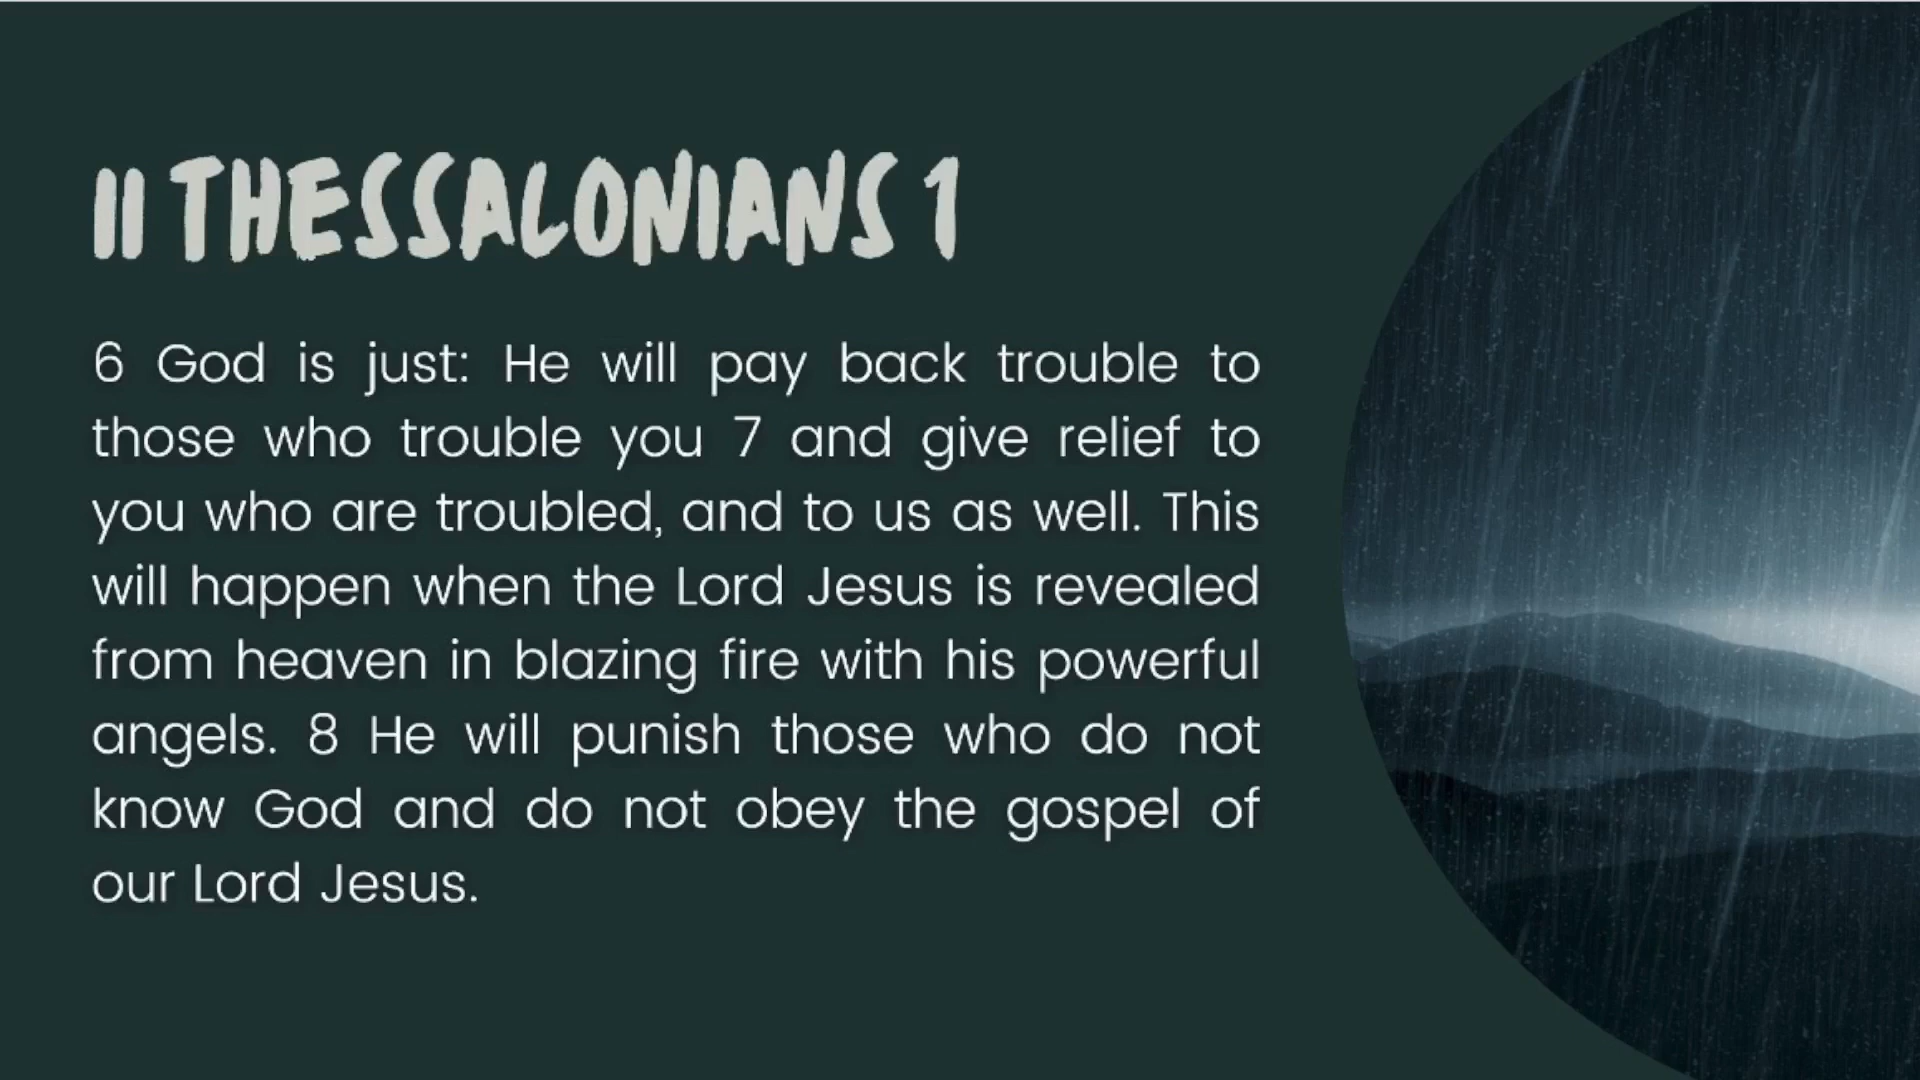 II THESSALONIANS 1
6 God is just: He will pay back trouble to
those who trouble you 7 and give relief to
you who are troubled, and to us as well. This
will happen when the Lord Jesus is revealed
from heaven in blazing fire with his powerful
angels. 8 He will punish those who do not
know God and do not obey the gospel of
our Lord Jesus.